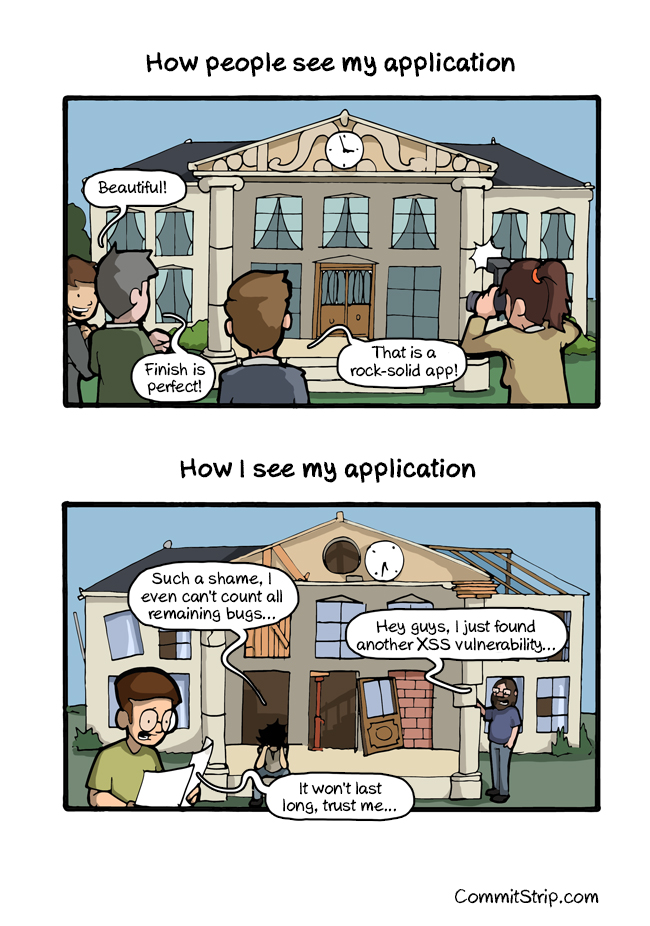 How people see my application
Beautiful!
Finish is
perfect!
That is a
rock-solid app!
How I see my application
Such a shame, I
even can't count all
remaining bugs...
Hey guys, I just found
another XSS vulnerability...
It won't last
long, trust me...
CommitStrip.com